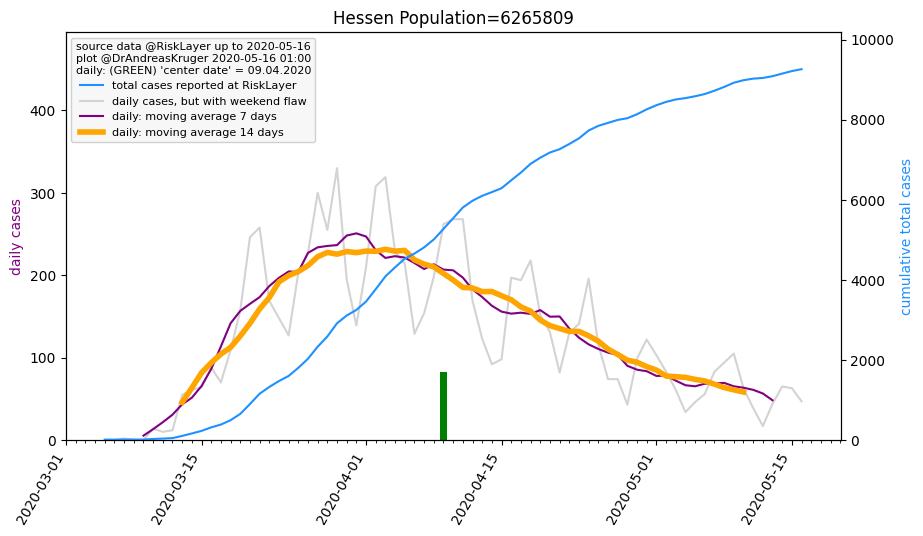 Hessen Population=6265809
source data @RiskLayer up to 2020-05-16
plot @DrAndreasKruger 2020-05-16 01:00
daily: (GREEN) 'center date' = 09.04.2020
total cases reported at RiskLayer
daily cases, but with weekend flaw
daily: moving average 7 days
daily: moving average 14 days
daily cases
400
300
200
100
0
cumulative total cases
10000
8000
6000
4000
2000
0
2020-03-01
2020-03-15
2020-04-01
2020-04-15
2020-05-01
2020-05-15